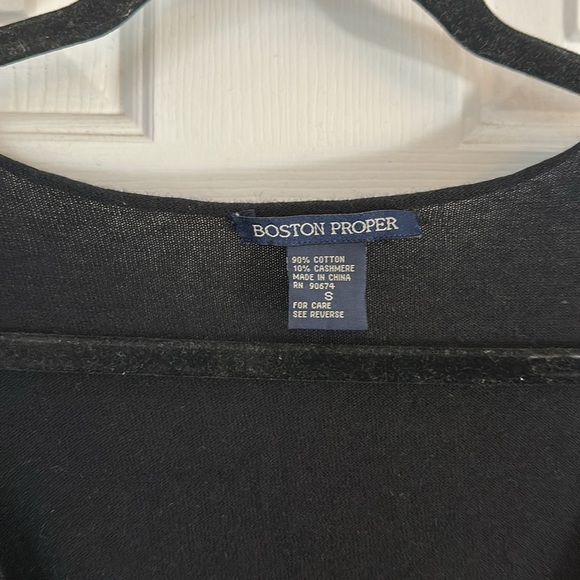 BOSTON PROPER
90% COTTON
10% CASHMERE
MADE IN CHINA
RN 90674
S
FOR CARE
SEE REVERSE